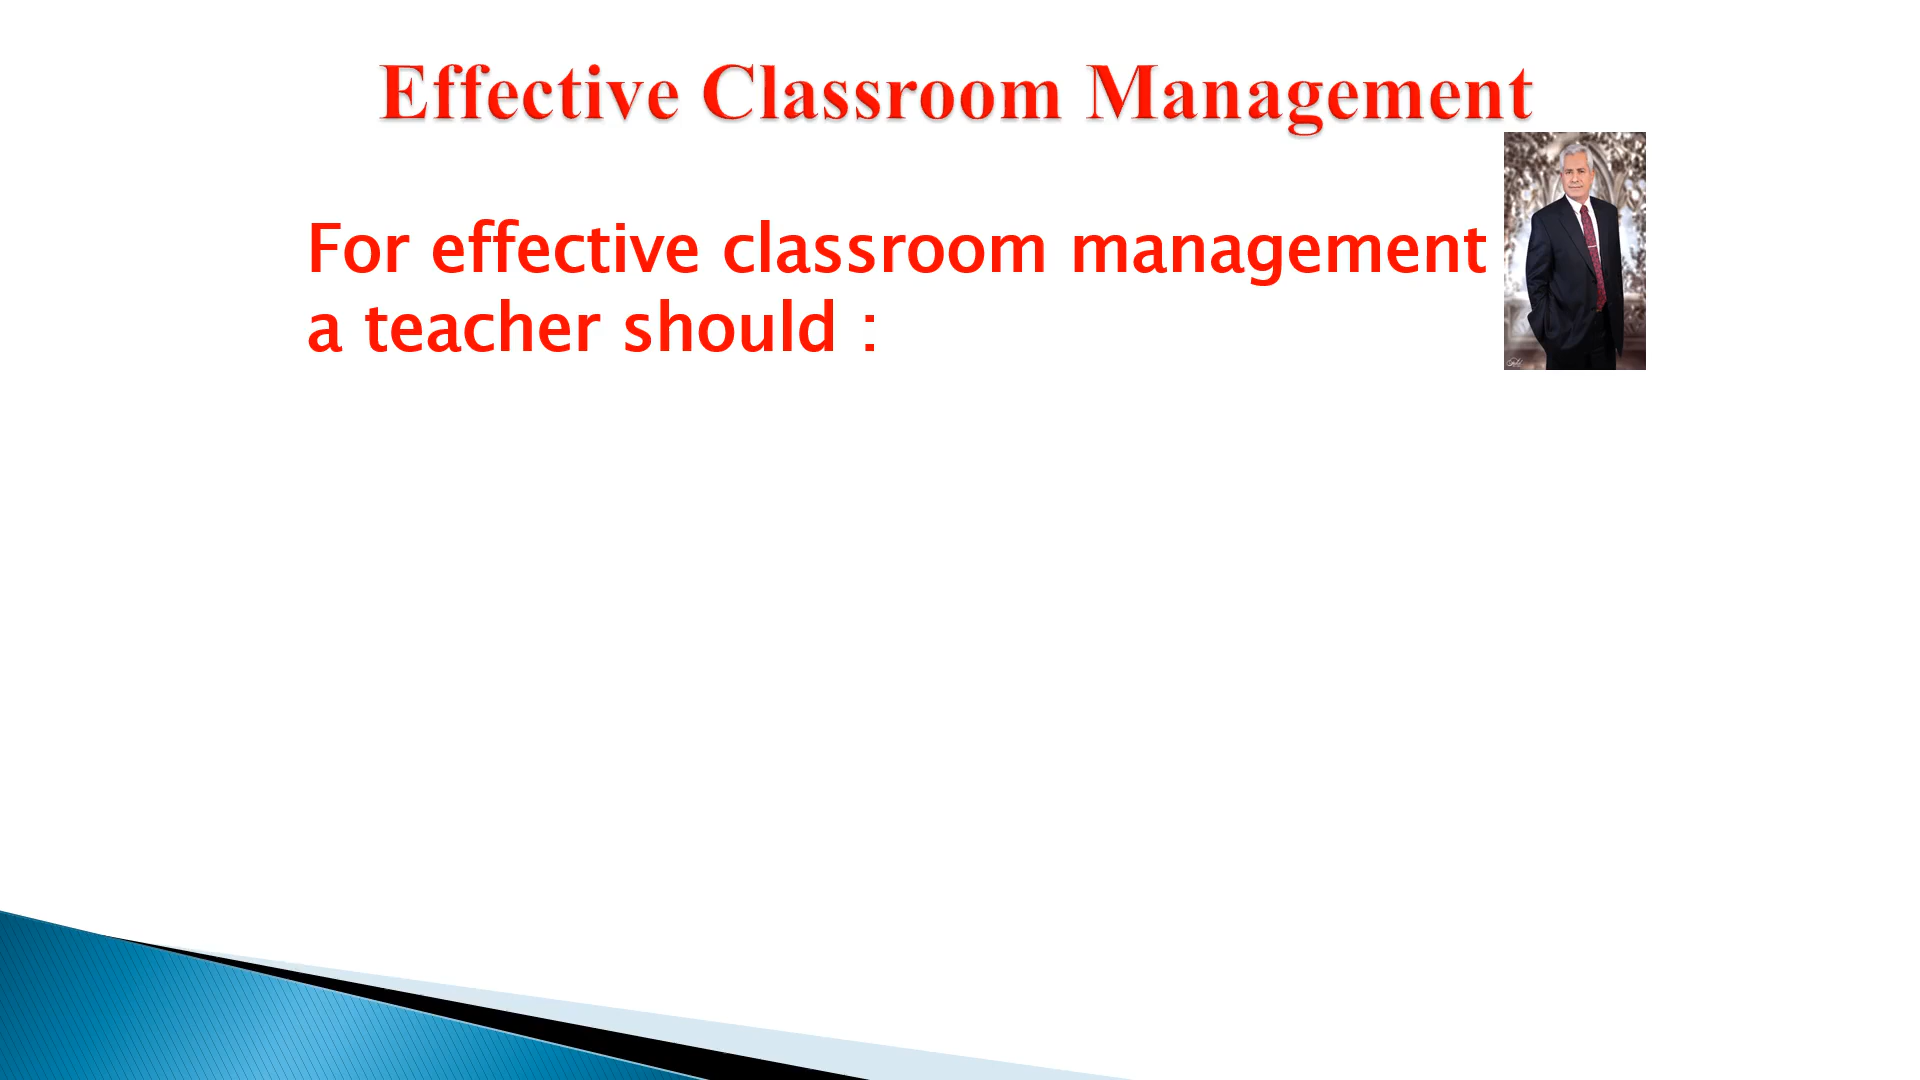 Effective Classroom Management
For effective classroom management
a teacher should :